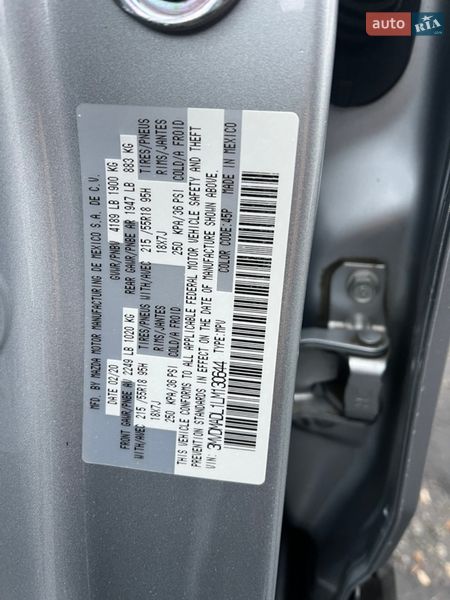 auto RIA.com
MFD. BY MAZDA MOTOR MANUFACTURING DE MEXICO S.A. DE C.V.
DATE 02/20 GVWR/PNBV 4189 LB 1900 KG
FRONT GAWR/PNBE AV 2249 LB 1020 KG REAR GAWR/PNBE AR 1947 LB 883 KG
WITH/AVEC 215 /55R18 95H TIRES/PNEUS WITH/AVEC 215 /55R18 95H TIRES/PNEUS
18X7J RIMS/JANTES 18X7J RIMS/JANTES
250 KPA/36 PSI COLD/A FROID 250 KPA/36 PSI COLD/A FROID
THIS VEHICLE CONFORMS TO ALL APPLICABLE FEDERAL MOTOR VEHICLE SAFETY AND THEFT
PREVENTION STANDARDS IN EFFECT ON THE DATE OF MANUFACTURE SHOWN ABOVE.
COLOR CODE: 45P MADE IN MEXICO
VIN: 3MVDMADL1LM130944 TYPE: MPV